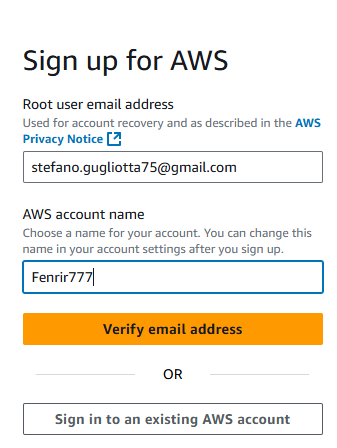 Sign up for AWS
Root user email address
Used for account recovery and as described in the AWS
Privacy Notice
stefano.gugliotta75@gmail.com
AWS account name
Choose a name for your account. You can change this
name in your account settings after you sign up.
Fenrir777
Verify email address
OR
Sign in to an existing AWS account